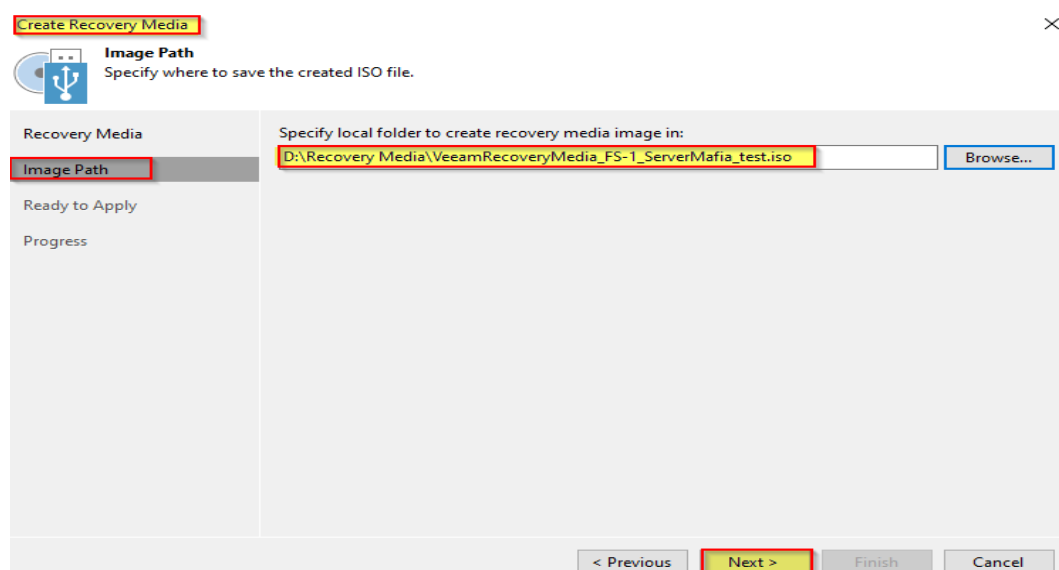 Create Recovery Media
Image Path
Specify where to save the created ISO file.
Recovery Media
Image Path
Ready to Apply
Progress
Specify local folder to create recovery media image in:
D:\Recovery Media\VeeamRecoveryMedia_FS-1_ServerMafia_test.iso
Browse...
< Previous
Next >
Finish
Cancel